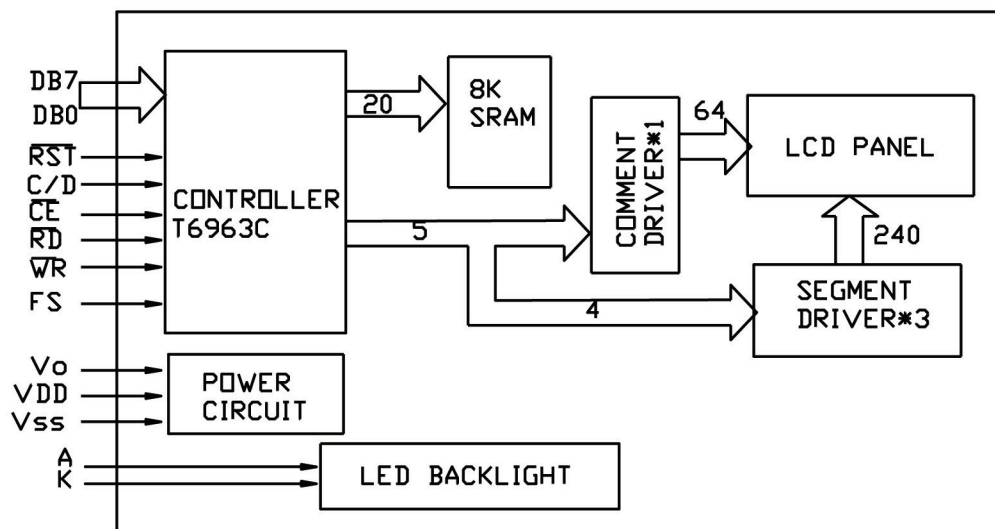 DB7
DB0
RST
C/D
CE
RD
WR
FS
CONTROLLER
T6963C
20
8K
SRAM
5
COMMENT
DRIVER*1
64
LCD PANEL
240
4
SEGMENT
DRIVER*3
Vo
VDD
Vss
POWER
CIRCUIT
A
K
LED BACKLIGHT